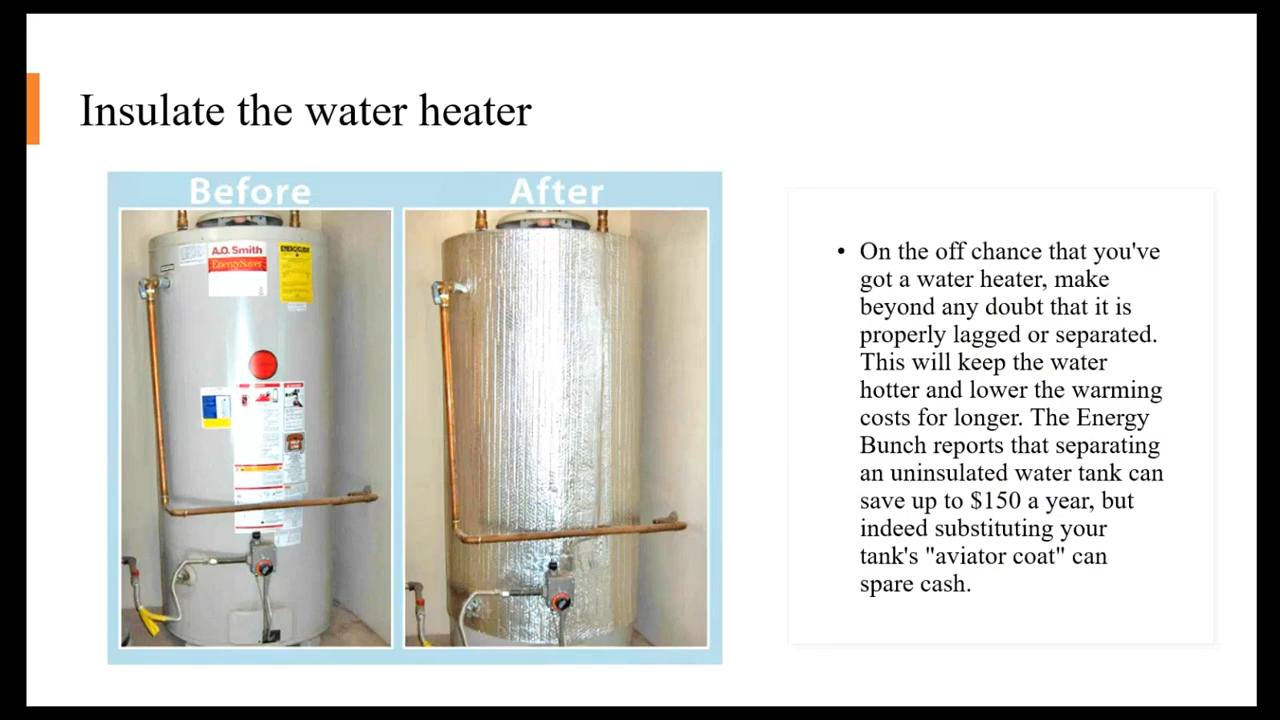 Insulate the water heater
Before
After
A.O. Smith
EnergySaver
ENERGYGUIDE
• On the off chance that you've
got a water heater, make
beyond any doubt that it is
properly lagged or separated.
This will keep the water
hotter and lower the warming
costs for longer. The Energy
Bunch reports that separating
an uninsulated water tank can
save up to $150 a year, but
indeed substituting your
tank's "aviator coat" can
spare cash.